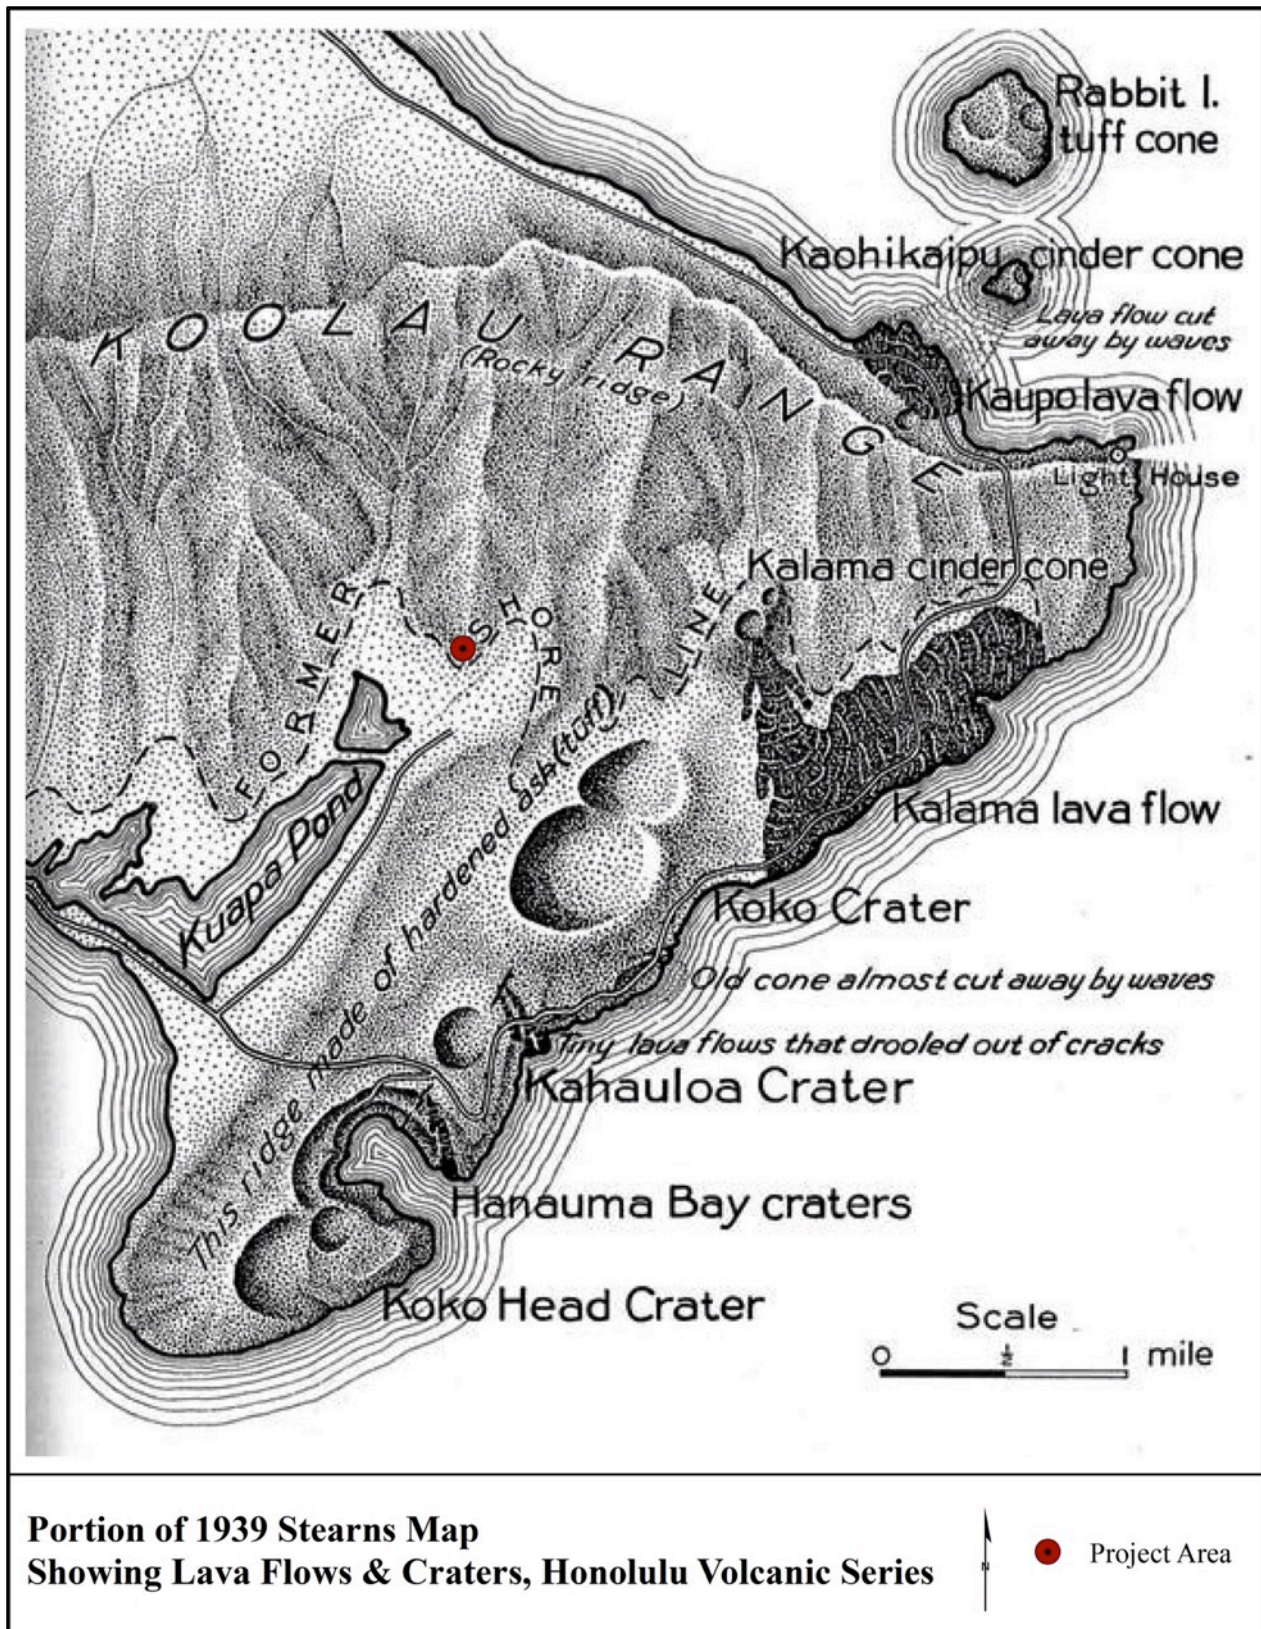 Rabbit I.
tuff cone
Kaohikaipu cinder cone
Lava flow cut
away by waves
KOOLAU RANGE
(Rocky ridge)
Kaupo lava flow
Light House
Kalama cinder cone
FORMER SHORE LINE
This ridge made of hardened ash (tuff)
Kuapa Pond
Kalama lava flow
Koko Crater
Old cone almost cut away by waves
Tiny lava flows that drooled out of cracks
Kahauloa Crater
Hanauma Bay craters
Koko Head Crater
Scale
0 ½ 1 mile
Portion of 1939 Stearns Map
Showing Lava Flows & Craters, Honolulu Volcanic Series
N
Project Area